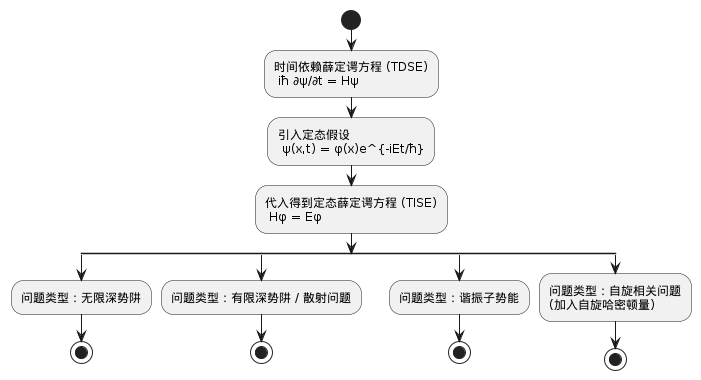 时间依赖薛定谔方程 (TDSE)
iħ ∂ψ/∂t = Hψ
引入定态假设
ψ(x,t) = φ(x)e^{-iEt/ħ}
代入得到定态薛定谔方程 (TISE)
Hφ = Eφ
问题类型：无限深势阱
问题类型：有限深势阱 / 散射问题
问题类型：谐振子势能
问题类型：自旋相关问题
(加入自旋哈密顿量）